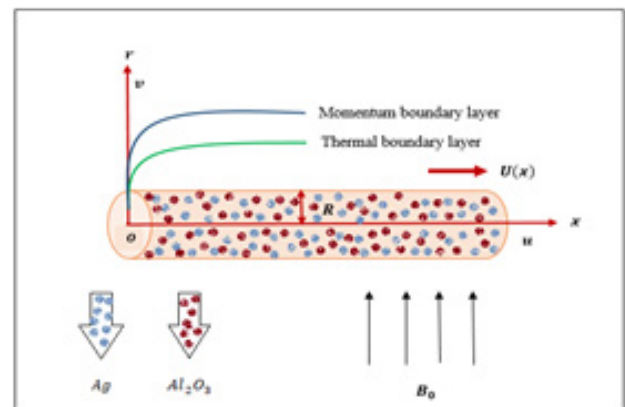 r
v
Momentum boundary layer
Thermal boundary layer
U(x)
R
o
x
u
Ag
Al₂O₃
B₀